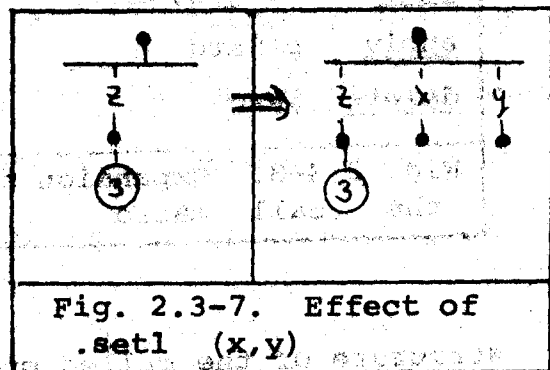 z
z x y
3
3
Fig. 2.3-7. Effect of
.setl (x,y)